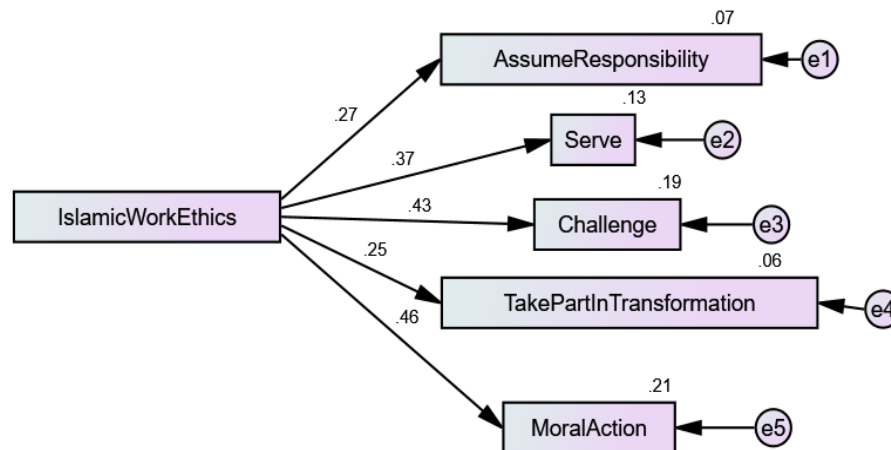 .07
AssumeResponsibility
e1
.27
.13
Serve
e2
.37
.19
IslamicWorkEthics
.43
Challenge
e3
.25
.06
TakePartInTransformation
e4
.46
.21
MoralAction
e5